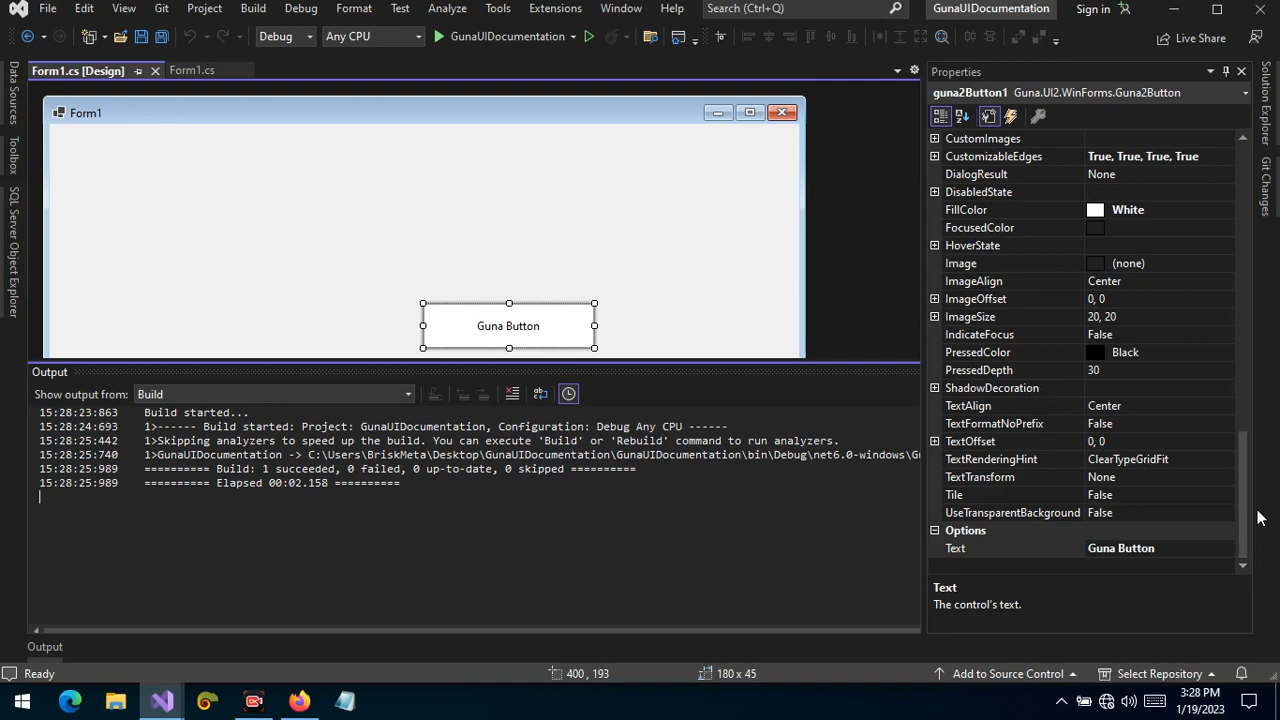 File Edit View Git Project Build Debug Format Test Analyze Tools Extensions Window Help Search (Ctrl+Q) GunaUIDocumentation Sign in
Debug Any CPU GunaUIDocumentation Live Share
Form1.cs [Design] Form1.cs
Data Sources
Toolbox
SQL Server Object Explorer
Form1
Guna Button
Output
Show output from: Build
15:28:23:863 Build started...
15:28:24:693 1>------ Build started: Project: GunaUIDocumentation, Configuration: Debug Any CPU ------
15:28:25:442 1>Skipping analyzers to speed up the build. You can execute 'Build' or 'Rebuild' command to run analyzers.
15:28:25:740 1>GunaUIDocumentation -> C:\Users\BriskMeta\Desktop\GunaUIDocumentation\GunaUIDocumentation\bin\Debug\net6.0-windows\Gu
15:28:25:989 ========== Build: 1 succeeded, 0 failed, 0 up-to-date, 0 skipped ==========
15:28:25:989 ========== Elapsed 00:02.158 ==========
Output
Properties
guna2Button1 Guna.UI2.WinForms.Guna2Button
CustomImages
CustomizableEdges True, True, True, True
DialogResult None
DisabledState
FillColor White
FocusedColor
HoverState
Image (none)
ImageAlign Center
ImageOffset 0, 0
ImageSize 20, 20
IndicateFocus False
PressedColor Black
PressedDepth 30
ShadowDecoration
TextAlign Center
TextFormatNoPrefix False
TextOffset 0, 0
TextRenderingHint ClearTypeGridFit
TextTransform None
Tile False
UseTransparentBackground False
Options
Text Guna Button
Text
The control's text.
Solution Explorer
Git Changes
Ready 400 , 193 180 x 45 Add to Source Control Select Repository
3:28 PM
1/19/2023